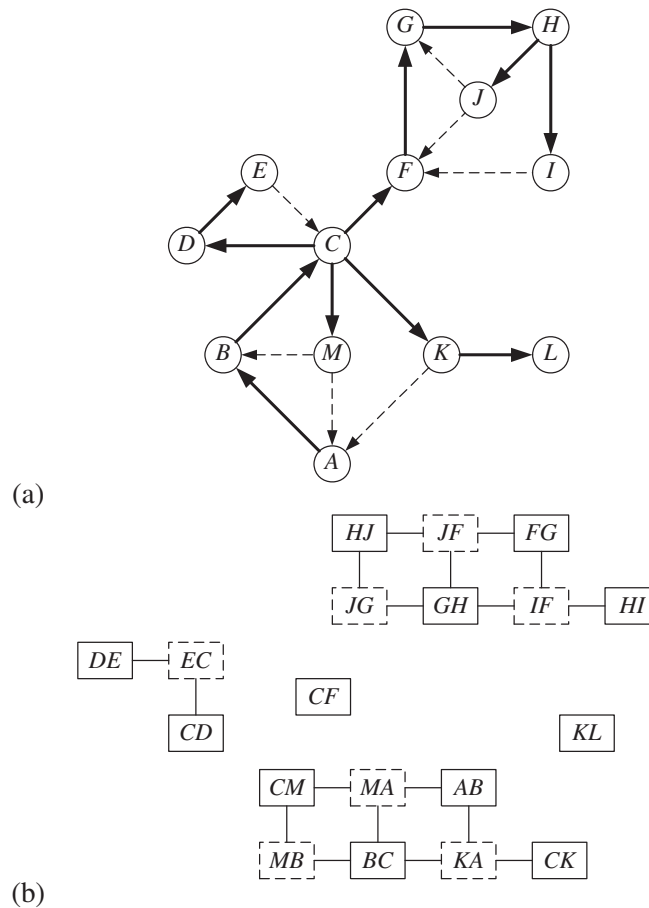 G H
J
E F I
D C
B M K L
A
(a)
HJ JF FG
JG GH IF HI
DE EC
CF
CD KL
CM MA AB
MB BC KA CK
(b)